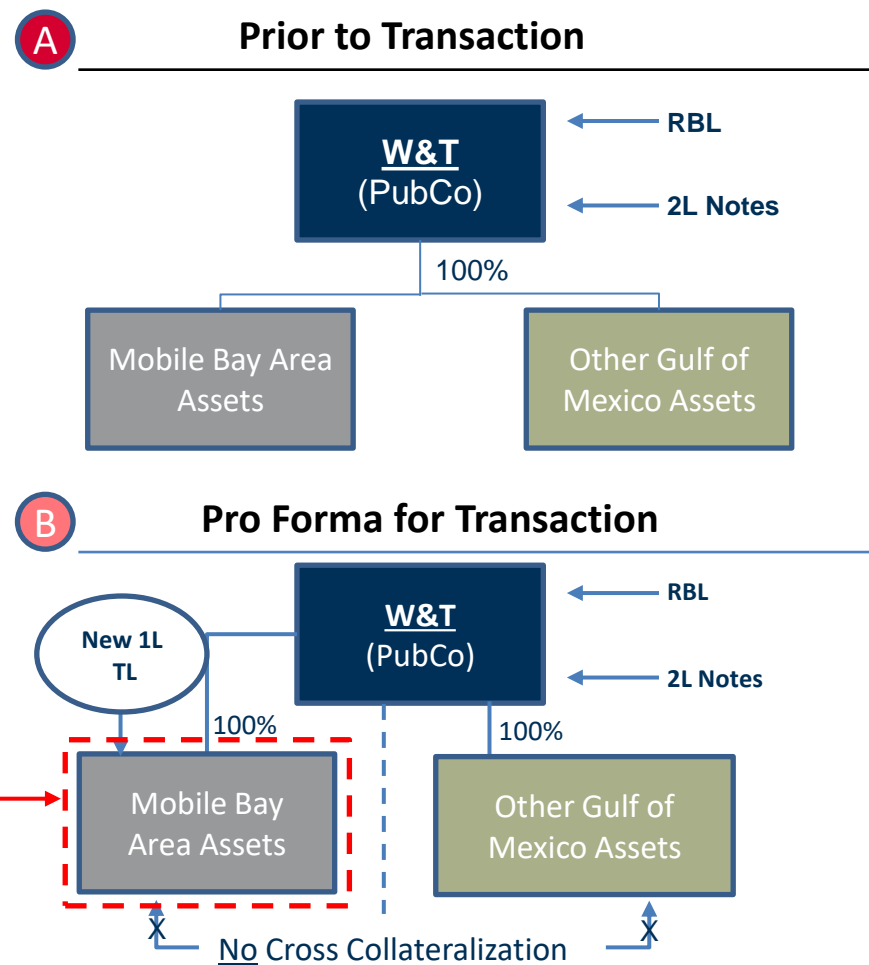 A
Prior to Transaction
W&T
(PubCo)
RBL
2L Notes
100%
Mobile Bay Area
Assets
Other Gulf of
Mexico Assets
B
Pro Forma for Transaction
New 1L
TL
W&T
(PubCo)
RBL
2L Notes
100%
100%
Mobile Bay
Area Assets
Other Gulf of
Mexico Assets
X
X
No Cross Collateralization